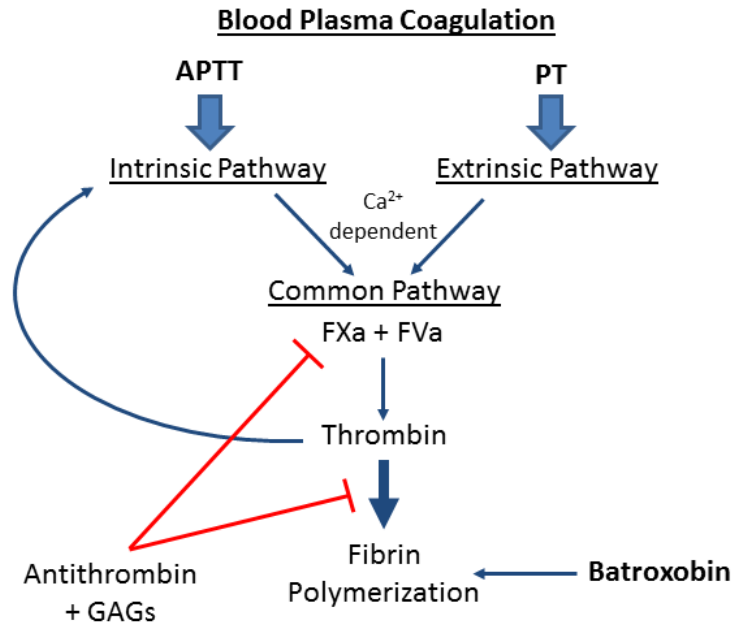 Blood Plasma Coagulation
APTT
PT
Intrinsic Pathway
Extrinsic Pathway
Ca²⁺
dependent
Common Pathway
FXa + FVa
Thrombin
Antithrombin
+ GAGs
Fibrin
Polymerization
Batroxobin